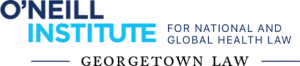 O'NEILL
INSTITUTE
FOR NATIONAL AND
GLOBAL HEALTH LAW
GEORGETOWN LAW